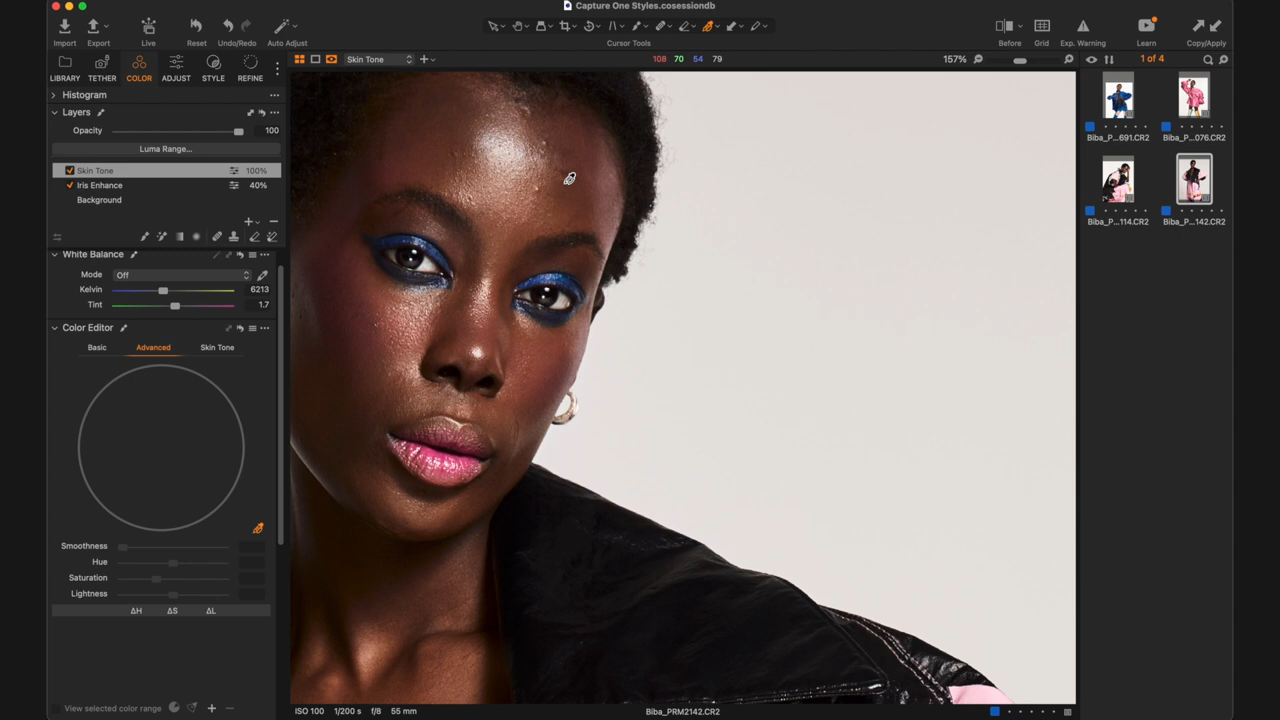 Capture One Styles.cosessiondb
Import Export Live Reset Undo/Redo Auto Adjust Cursor Tools Before Grid Exp. Warning Learn Copy/Apply
LIBRARY TETHER COLOR ADJUST STYLE REFINE
Skin Tone
108 70 54 79
157%
1 of 4
Histogram
Layers
Opacity 100
Luma Range...
Skin Tone 100%
Iris Enhance 40%
Background
White Balance
Mode Off
Kelvin 6213
Tint 1.7
Color Editor
Basic Advanced Skin Tone
Smoothness
Hue
Saturation
Lightness
ΔH ΔS ΔL
View selected color range
ISO 100 1/200 s f/8 55 mm
Biba_PRM2142.CR2
Biba_P...691.CR2 Biba_P...076.CR2
Biba_P...114.CR2 Biba_P...142.CR2